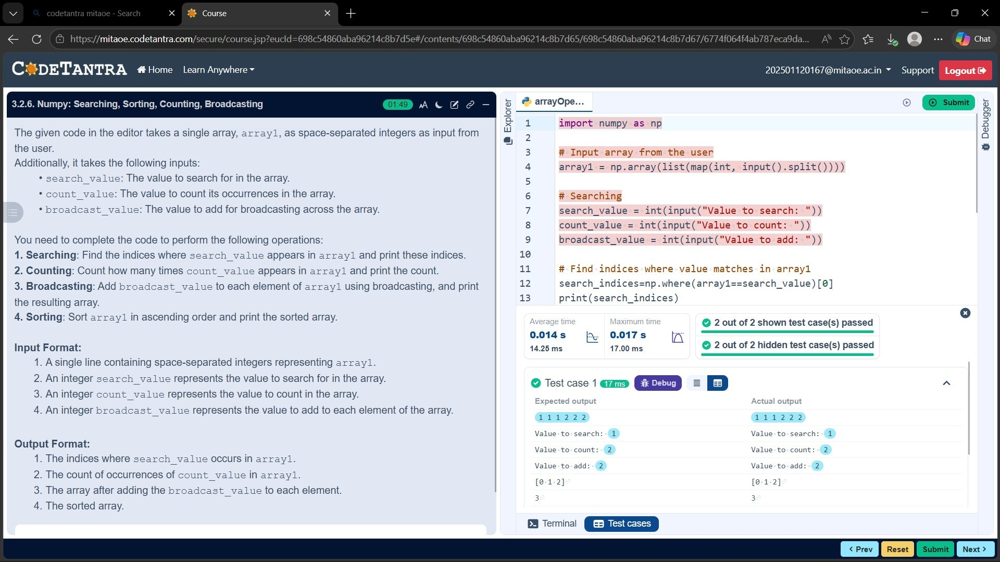 codetantra mitaoe - Search
Course
https://mitaoe.codetantra.com/secure/course.jsp?eucId=698c54860aba96214c8b7d5e#/contents/698c54860aba96214c8b7d65/698c54860aba96214c8b7d67/6774f064f4ab787eca9da...
Chat
CODETANTRA
Home
Learn Anywhere
202501120167@mitaoe.ac.in
Support
Logout
3.2.6. Numpy: Searching, Sorting, Counting, Broadcasting
01:49
The given code in the editor takes a single array, array1, as space-separated integers as input from
the user.
Additionally, it takes the following inputs:
• search_value: The value to search for in the array.
• count_value: The value to count its occurrences in the array.
• broadcast_value: The value to add for broadcasting across the array.
You need to complete the code to perform the following operations:
1. Searching: Find the indices where search_value appears in array1 and print these indices.
2. Counting: Count how many times count_value appears in array1 and print the count.
3. Broadcasting: Add broadcast_value to each element of array1 using broadcasting, and print
the resulting array.
4. Sorting: Sort array1 in ascending order and print the sorted array.
Input Format:
1. A single line containing space-separated integers representing array1.
2. An integer search_value represents the value to search for in the array.
3. An integer count_value represents the value to count in the array.
4. An integer broadcast_value represents the value to add to each element of the array.
Output Format:
1. The indices where search_value occurs in array1.
2. The count of occurrences of count_value in array1.
3. The array after adding the broadcast_value to each element.
4. The sorted array.
Explorer
arrayOpe...
Submit
Debugger
1 import numpy as np
2
3 # Input array from the user
4 array1 = np.array(list(map(int, input().split())))
5
6 # Searching
7 search_value = int(input("Value to search: "))
8 count_value = int(input("Value to count: "))
9 broadcast_value = int(input("Value to add: "))
10
11 # Find indices where value matches in array1
12 search_indices=np.where(array1==search_value)[0]
13 print(search_indices)
Average time
0.014 s
14.25 ms
Maximum time
0.017 s
17.00 ms
2 out of 2 shown test case(s) passed
2 out of 2 hidden test case(s) passed
Test case 1 17 ms Debug
Expected output Actual output
1 1 1 2 2 2 1 1 1 2 2 2
Value to search: 1 Value to search: 1
Value to count: 2 Value to count: 2
Value to add: 2 Value to add: 2
[0 1 2] [0 1 2]
3 3
Terminal Test cases
< Prev Reset Submit Next >